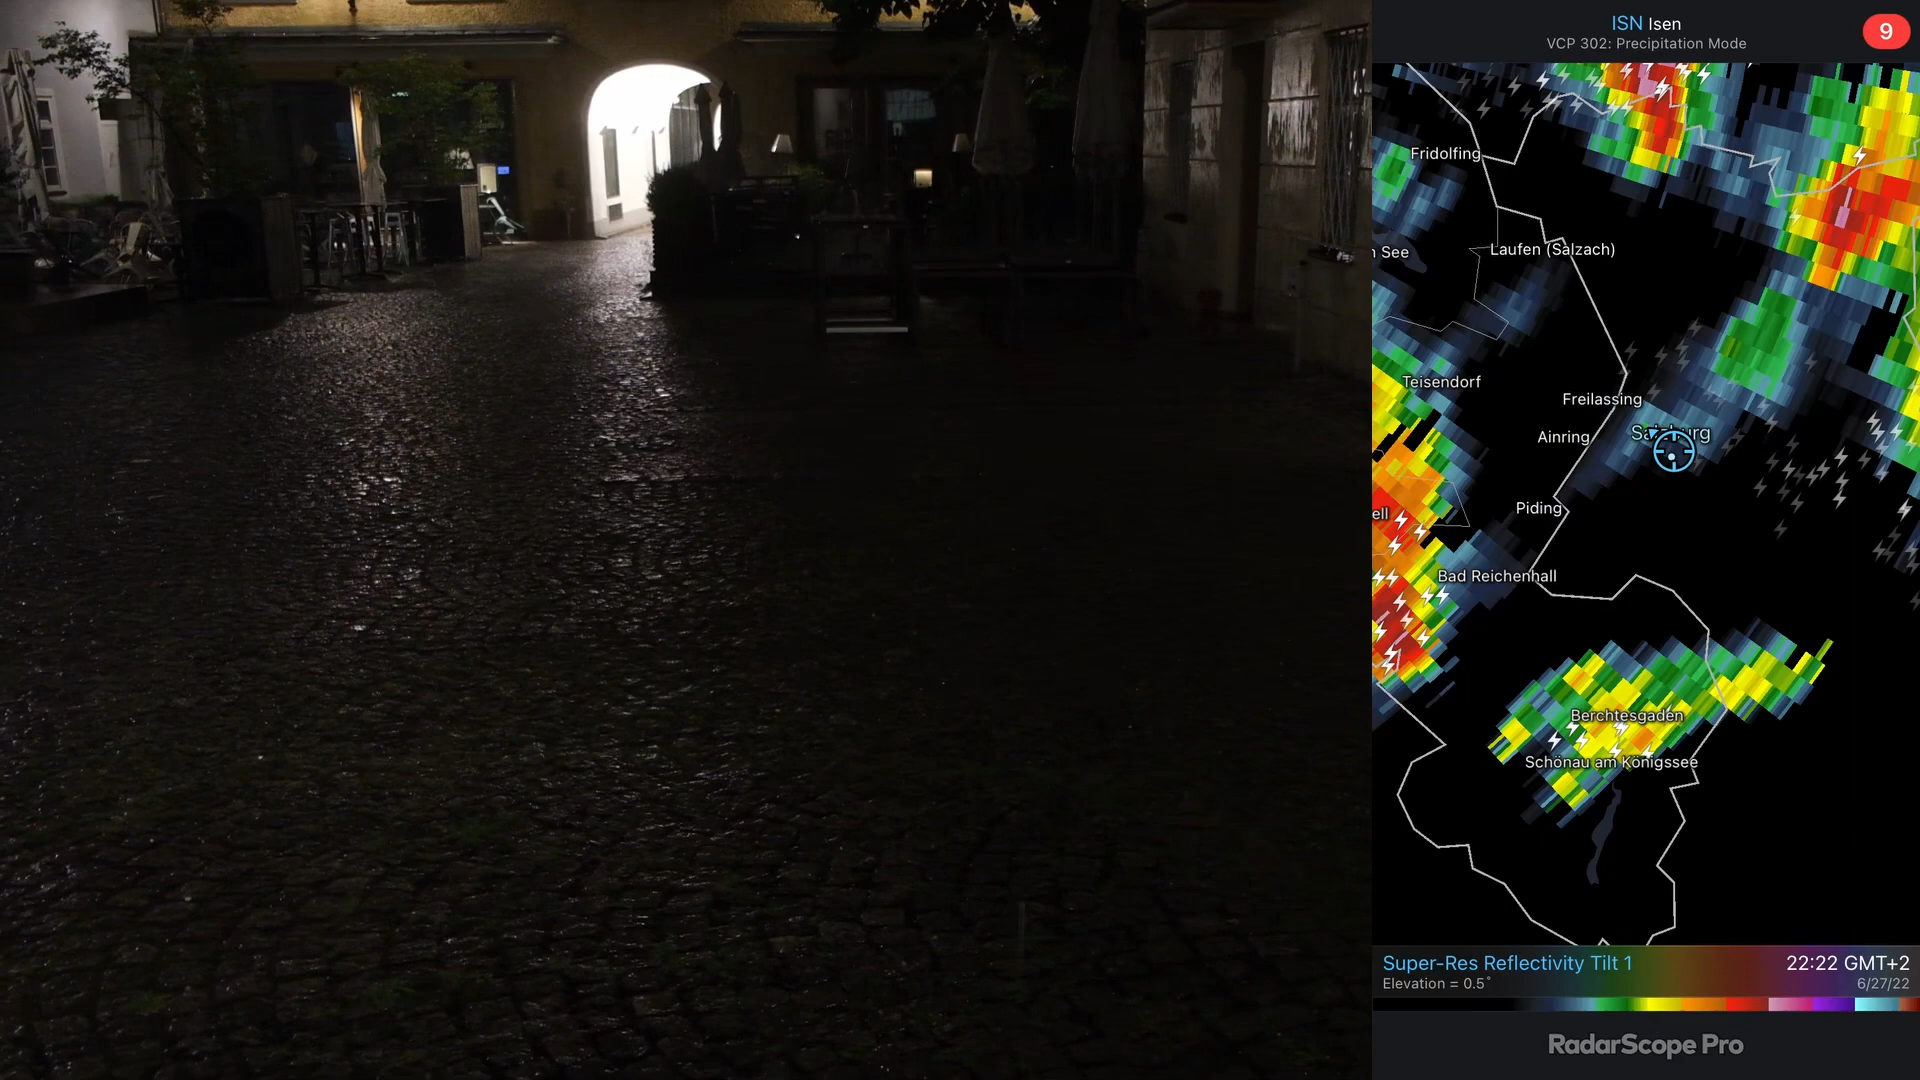 ISN Isen
VCP 302: Precipitation Mode
9
Fridolfing
Laufen (Salzach)
n See
Teisendorf
Freilassing
Salzburg
Ainring
Piding
ell
Bad Reichenhall
Berchtesgaden
Schönau am Königssee
Super-Res Reflectivity Tilt 1
22:22 GMT+2
Elevation = 0.5°
6/27/22
RadarScope Pro